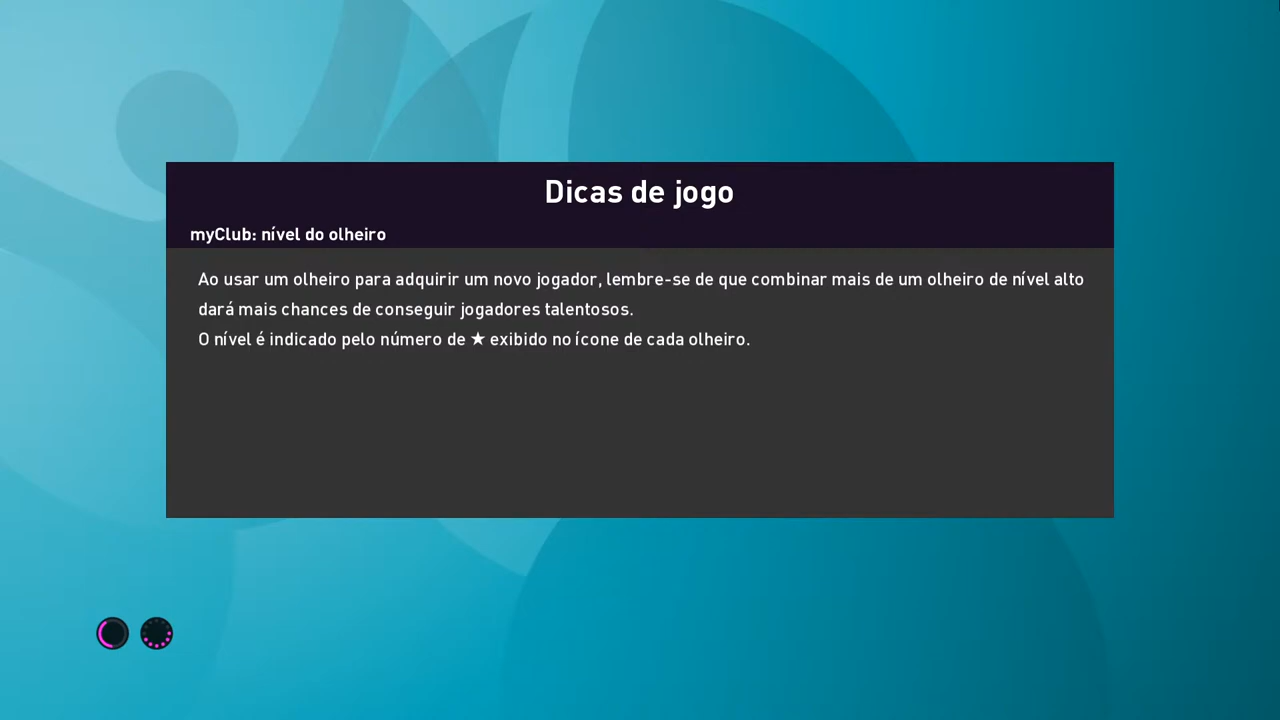 Dicas de jogo
myClub: nível do olheiro
Ao usar um olheiro para adquirir um novo jogador, lembre-se de que combinar mais de um olheiro de nível alto
dará mais chances de conseguir jogadores talentosos.
O nível é indicado pelo número de ★ exibido no ícone de cada olheiro.